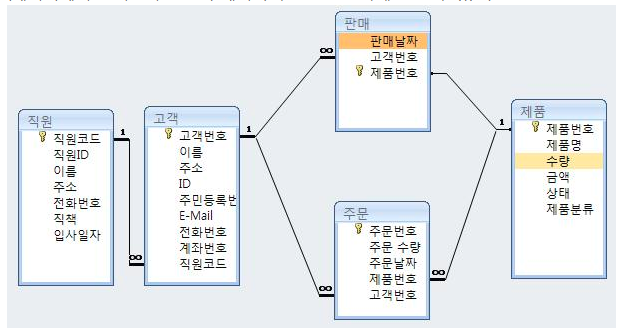 직원
직원코드
직원ID
이름
주소
전화번호
직책
입사일자
1
∞
고객
고객번호
이름
주소
ID
주민등록번
E-Mail
전화번호
계좌번호
직원코드
1
∞
∞
판매
판매날짜
고객번호
제품번호
주문
주문번호
주문 수량
주문날짜
제품번호
고객번호
∞
1
제품
제품번호
제품명
수량
금액
상태
제품분류